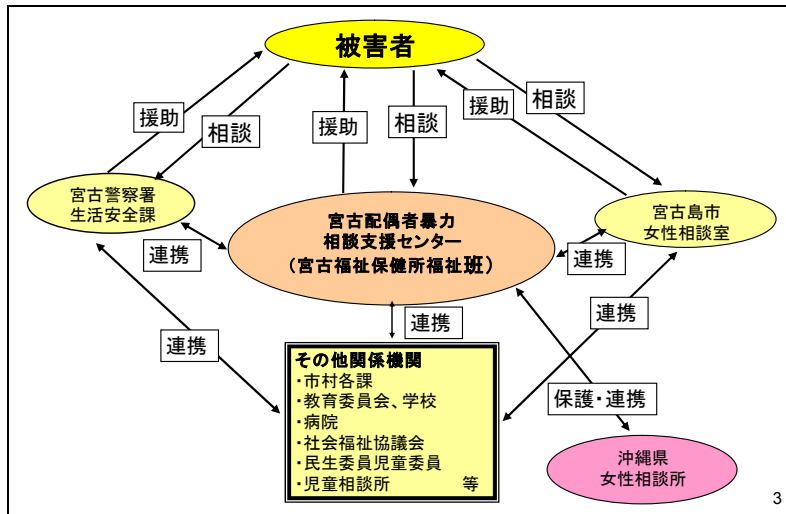 被害者
援助
相談
援助
相談
援助
相談
宮古警察署
生活安全課
宮古配偶者暴力
相談支援センター
（宮古福祉保健所福祉班）
宮古島市
女性相談室
連携
連携
連携
連携
連携
その他関係機関
・市村各課
・教育委員会、学校
・病院
・社会福祉協議会
・民生委員児童委員
・児童相談所　　　等
保護・連携
沖縄県
女性相談所
3